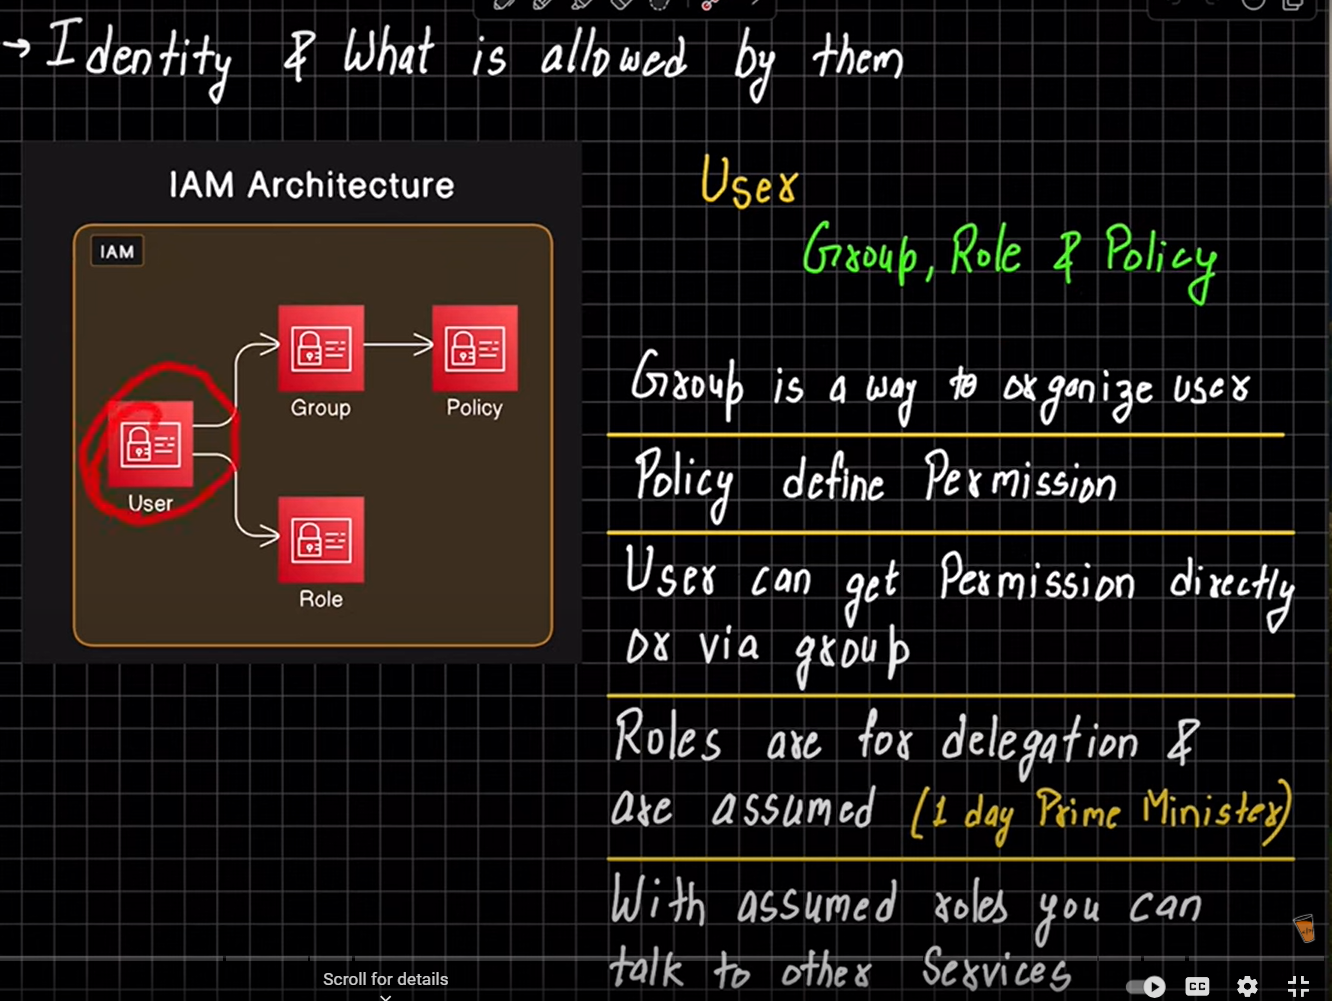 → Identity & What is allowed by them
IAM Architecture
IAM
Group
Policy
User
Role
User
Group, Role & Policy
Group is a way to organize user
Policy define Permission
User can get Permission directly
or via group
Roles are for delegation &
are assumed (1 day Prime Minister)
With assumed roles you can
talk to other Services
Scroll for details
CC